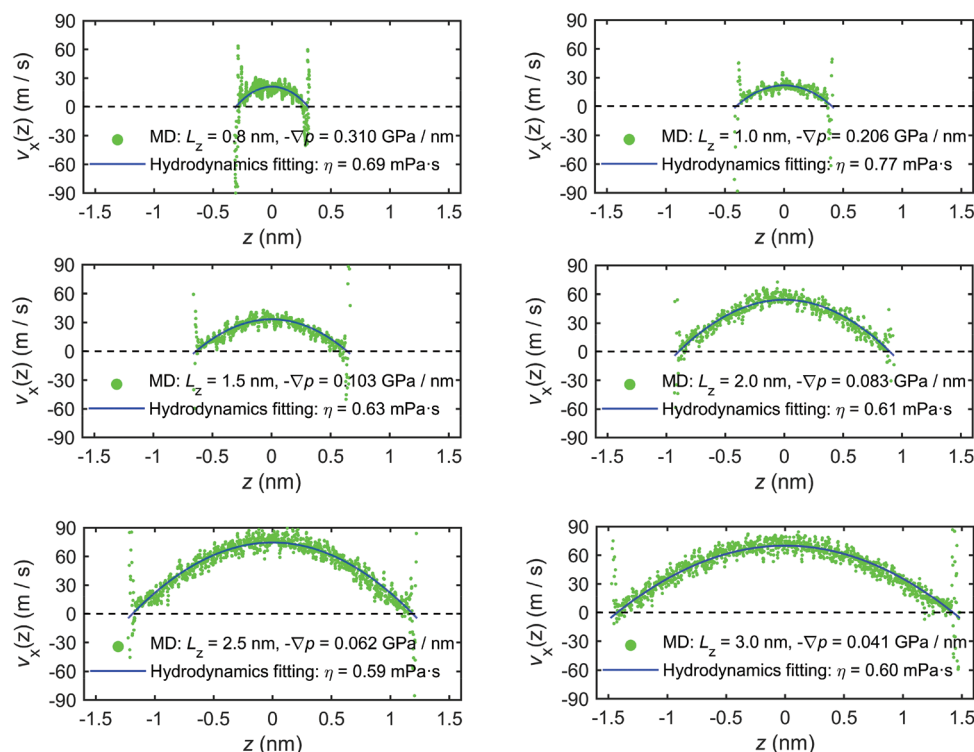 90
60
30
0
-30
-60
-90
v_x(z) (m / s)
MD: L_z = 0.8 nm, -∇p = 0.310 GPa / nm
Hydrodynamics fitting: η = 0.69 mPa·s
-1.5 -1 -0.5 0 0.5 1 1.5
z (nm)
90
60
30
0
-30
-60
-90
v_x(z) (m / s)
MD: L_z = 1.0 nm, -∇p = 0.206 GPa / nm
Hydrodynamics fitting: η = 0.77 mPa·s
-1.5 -1 -0.5 0 0.5 1 1.5
z (nm)
90
60
30
0
-30
-60
-90
v_x(z) (m / s)
MD: L_z = 1.5 nm, -∇p = 0.103 GPa / nm
Hydrodynamics fitting: η = 0.63 mPa·s
-1.5 -1 -0.5 0 0.5 1 1.5
z (nm)
90
60
30
0
-30
-60
-90
v_x(z) (m / s)
MD: L_z = 2.0 nm, -∇p = 0.083 GPa / nm
Hydrodynamics fitting: η = 0.61 mPa·s
-1.5 -1 -0.5 0 0.5 1 1.5
z (nm)
90
60
30
0
-30
-60
-90
v_x(z) (m / s)
MD: L_z = 2.5 nm, -∇p = 0.062 GPa / nm
Hydrodynamics fitting: η = 0.59 mPa·s
-1.5 -1 -0.5 0 0.5 1 1.5
z (nm)
90
60
30
0
-30
-60
-90
v_x(z) (m / s)
MD: L_z = 3.0 nm, -∇p = 0.041 GPa / nm
Hydrodynamics fitting: η = 0.60 mPa·s
-1.5 -1 -0.5 0 0.5 1 1.5
z (nm)